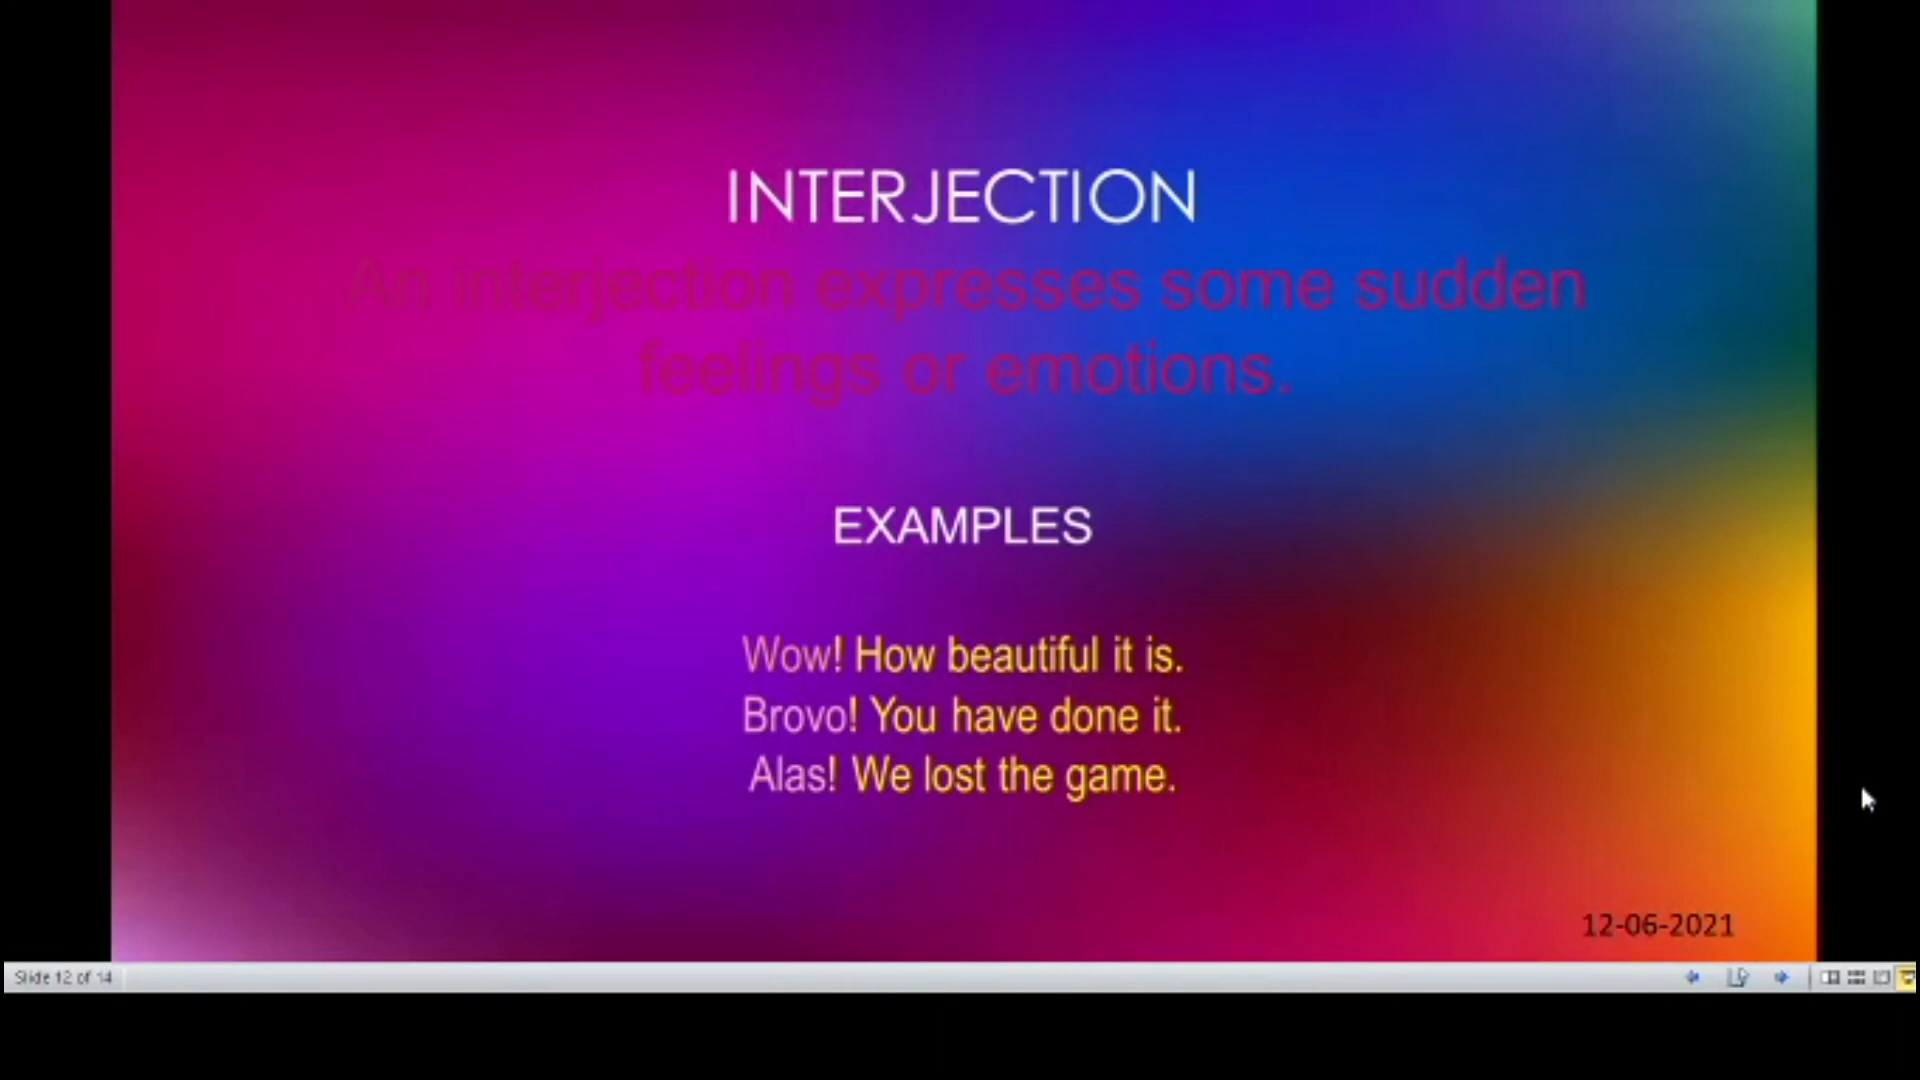 INTERJECTION
An interjection expresses some sudden
feelings or emotions.
EXAMPLES
Wow! How beautiful it is.
Brovo! You have done it.
Alas! We lost the game.
12-06-2021
Slide 12 of 14